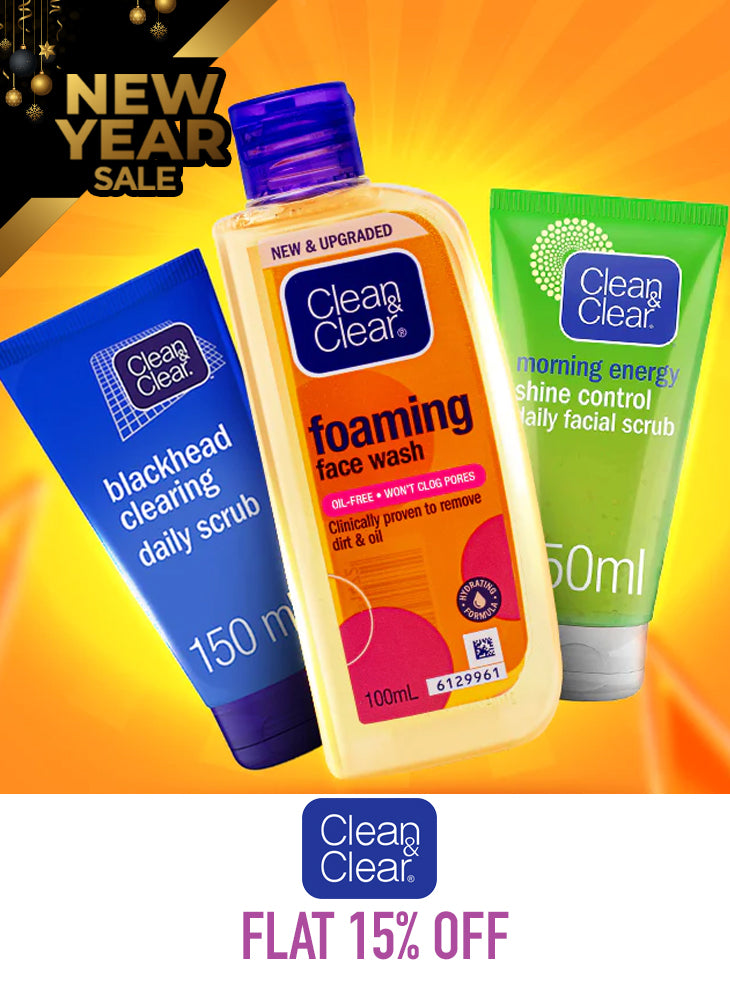 NEW
YEAR
SALE
Clean
&
Clear.
blackhead
clearing
daily scrub
150 m
NEW & UPGRADED
Clean
&
Clear®
foaming
face wash
OIL-FREE • WON'T CLOG PORES
Clinically proven to remove
dirt & oil
HYDRATING
FORMULA
100mL
6129961
Clean
&
Clear.
morning energy
shine control
daily facial scrub
50ml
Clean
&
Clear®
FLAT 15% OFF